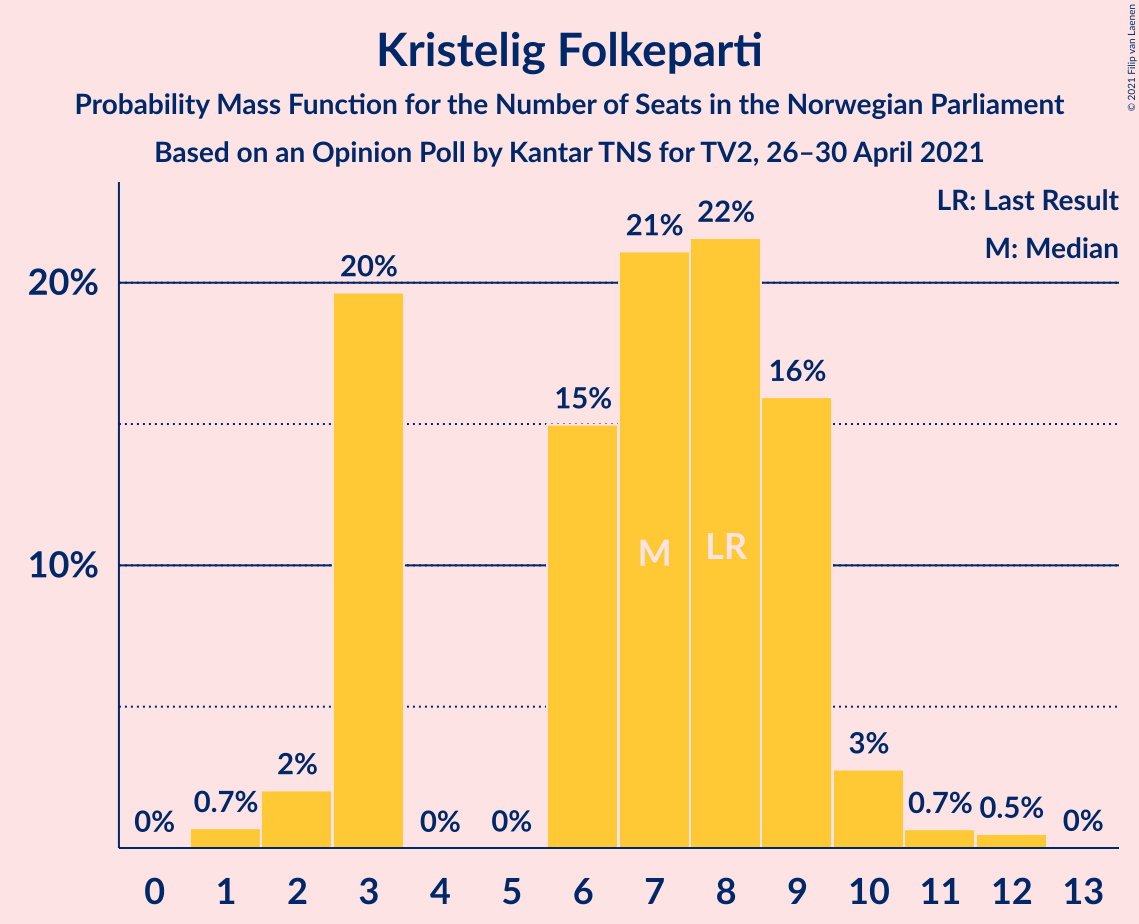 Kristelig Folkeparti
Probability Mass Function for the Number of Seats in the Norwegian Parliament
Based on an Opinion Poll by Kantar TNS for TV2, 26–30 April 2021
© 2021 Filip van Laenen
LR: Last Result
M: Median
20%
10%
0% 0.7% 2% 20% 0% 0% 15% 21% 22% 16% 3% 0.7% 0.5% 0%
M LR
0 1 2 3 4 5 6 7 8 9 10 11 12 13